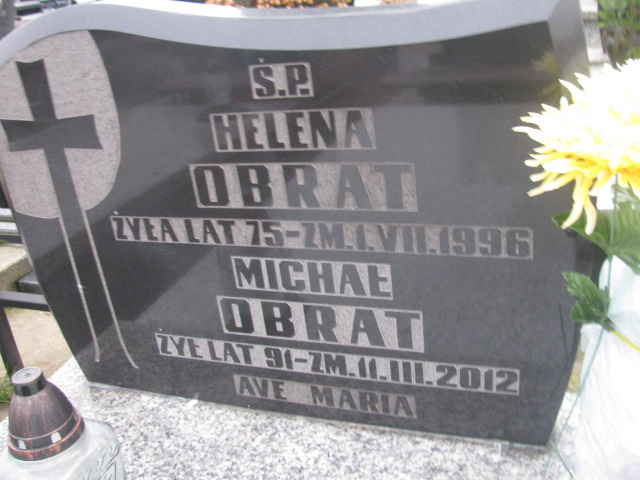 Ś.P.
HELENA
OBRAT
ŻYŁA LAT 75-ZM.1.VII.1996
MICHAŁ
OBRAT
ŻYŁ LAT 91-ZM.11.III.2012
AVE MARIA